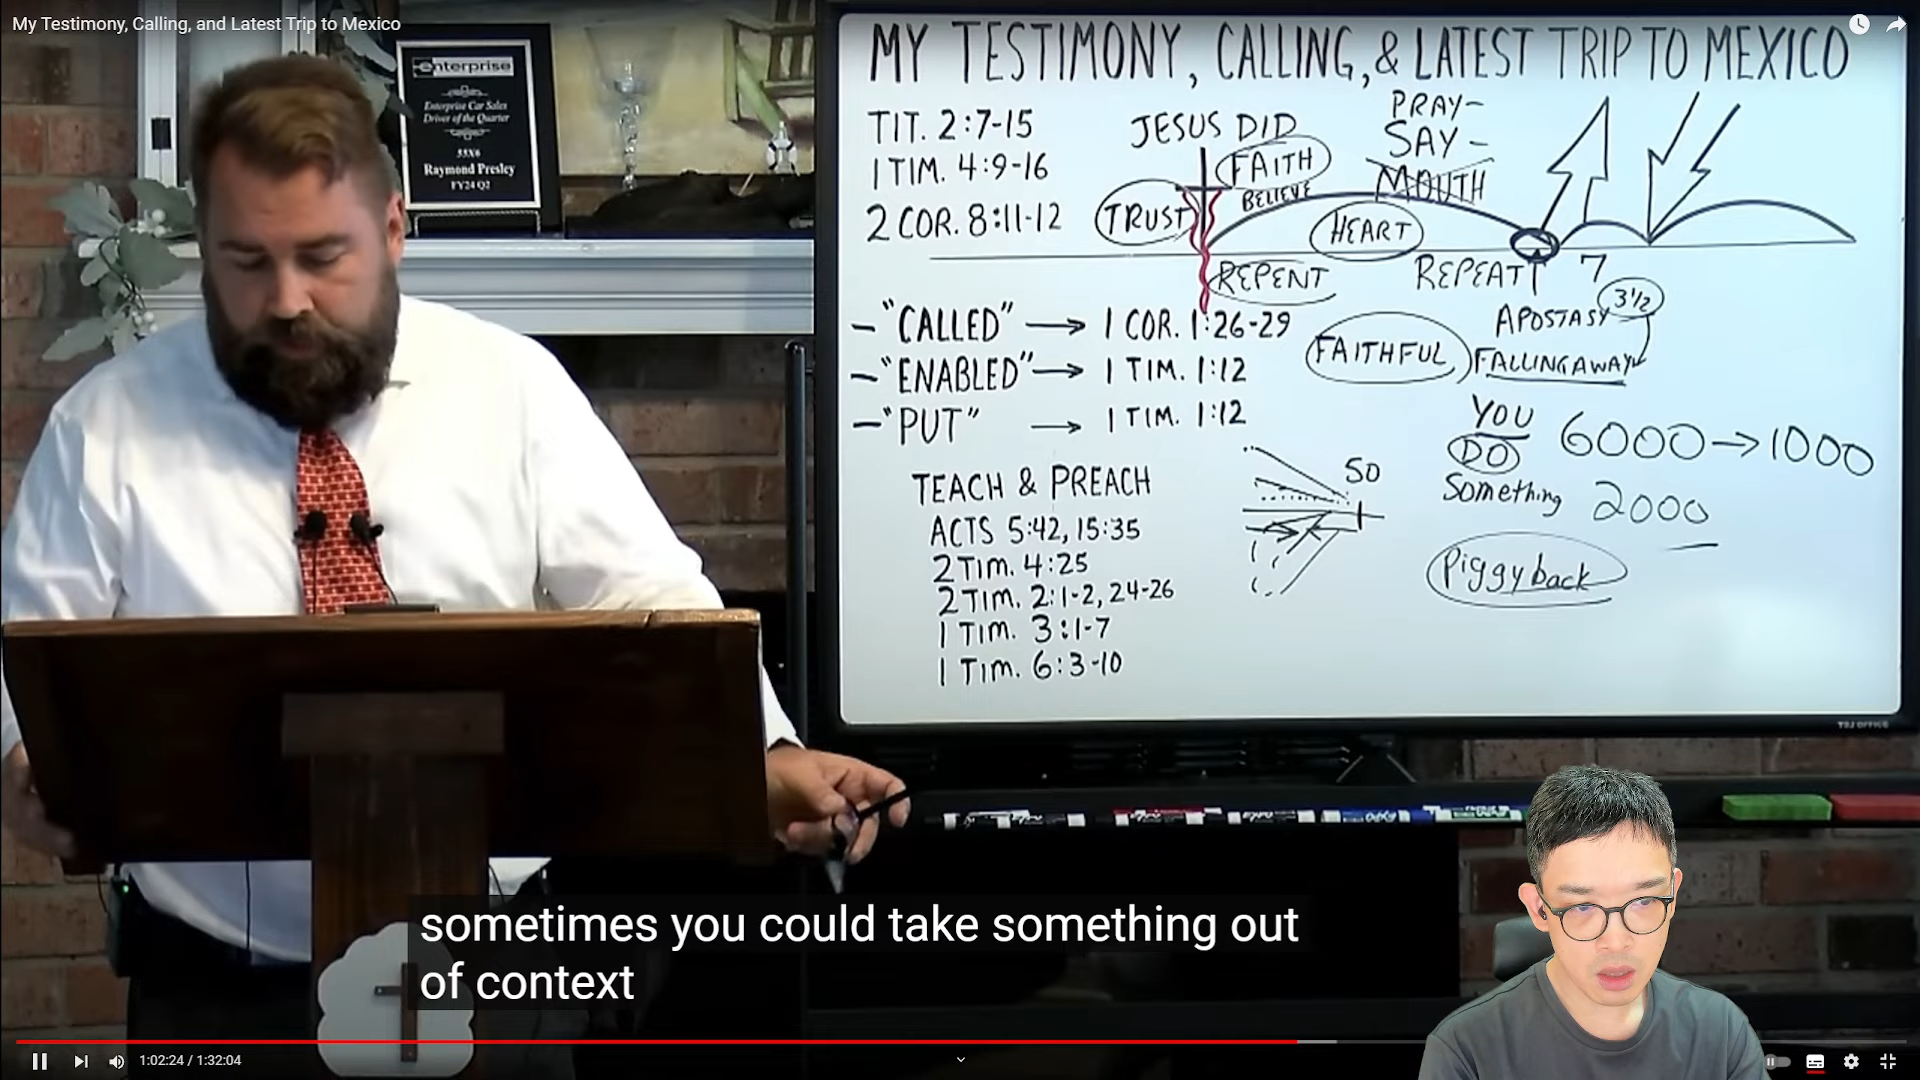 My Testimony, Calling, and Latest Trip to Mexico
enterprise
Enterprise Car Sales
Driver of the Quarter
55X6
Raymond Presley
FY24 Q2
MY TESTIMONY, CALLING, & LATEST TRIP TO MEXICO
TIT. 2:7-15
1 TIM. 4:9-16
2 COR. 8:11-12
JESUS DID
FAITH
BELIEVE
TRUST
HEART
REPENT
PRAY-
SAY-
MOUTH
REPEAT
7
3½
APOSTASY
FALLING AWAY
FAITHFUL
-"CALLED" → 1 COR. 1:26-29
-"ENABLED" → 1 TIM. 1:12
-"PUT" → 1 TIM. 1:12
YOU
DO
Something
6000 → 1000
2000
50
Piggyback
TEACH & PREACH
ACTS 5:42, 15:35
2 Tim. 4:25
2 Tim. 2:1-2, 24-26
1 Tim. 3:1-7
1 Tim. 6:3-10
sometimes you could take something out
of context
1:02:24 / 1:32:04